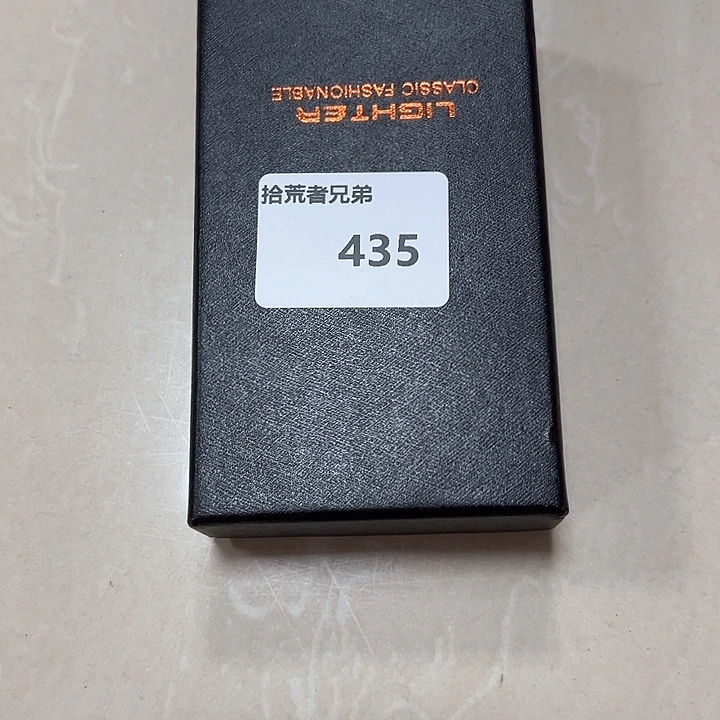 LIGHTER
CLASSIC FASHIONABLE
拾荒者兄弟
435